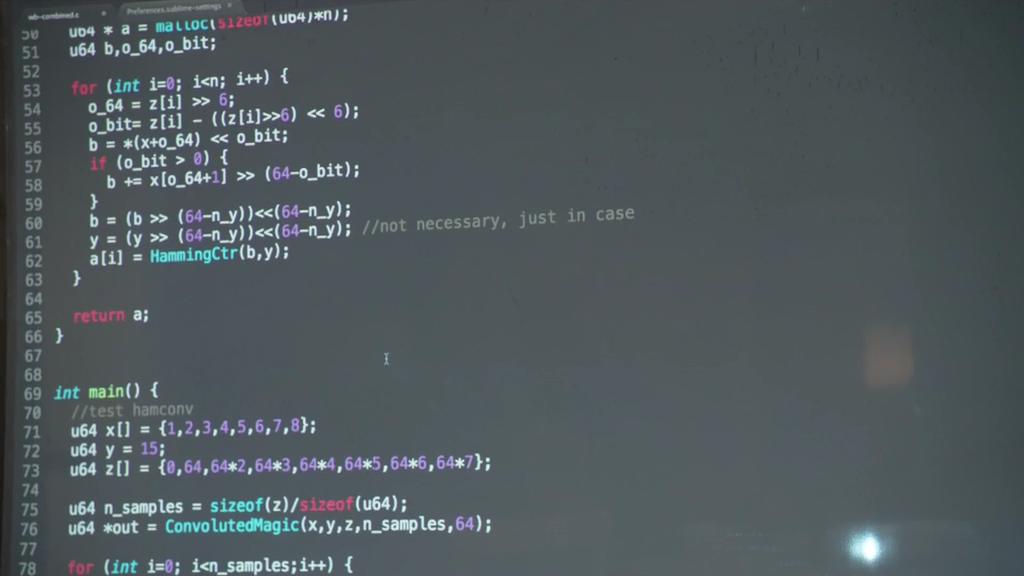 wb-combined.c Preferences.sublime-settings ×
50 u64 * a = malloc(sizeof(u64)*n);
51 u64 b,o_64,o_bit;
52
53 for (int i=0; i<n; i++) {
54 o_64 = z[i] >> 6;
55 o_bit= z[i] - ((z[i]>>6) << 6);
56 b = *(x+o_64) << o_bit;
57 if (o_bit > 0) {
58 b += x[o_64+1] >> (64-o_bit);
59 }
60 b = (b >> (64-n_y))<<(64-n_y);
61 y = (y >> (64-n_y))<<(64-n_y); //not necessary, just in case
62 a[i] = HammingCtr(b,y);
63 }
64
65 return a;
66 }
67
68
69 int main() {
70 //test hamconv
71 u64 x[] = {1,2,3,4,5,6,7,8};
72 u64 y = 15;
73 u64 z[] = {0,64,64*2,64*3,64*4,64*5,64*6,64*7};
74
75 u64 n_samples = sizeof(z)/sizeof(u64);
76 u64 *out = ConvolutedMagic(x,y,z,n_samples,64);
77
78 for (int i=0; i<n_samples;i++) {